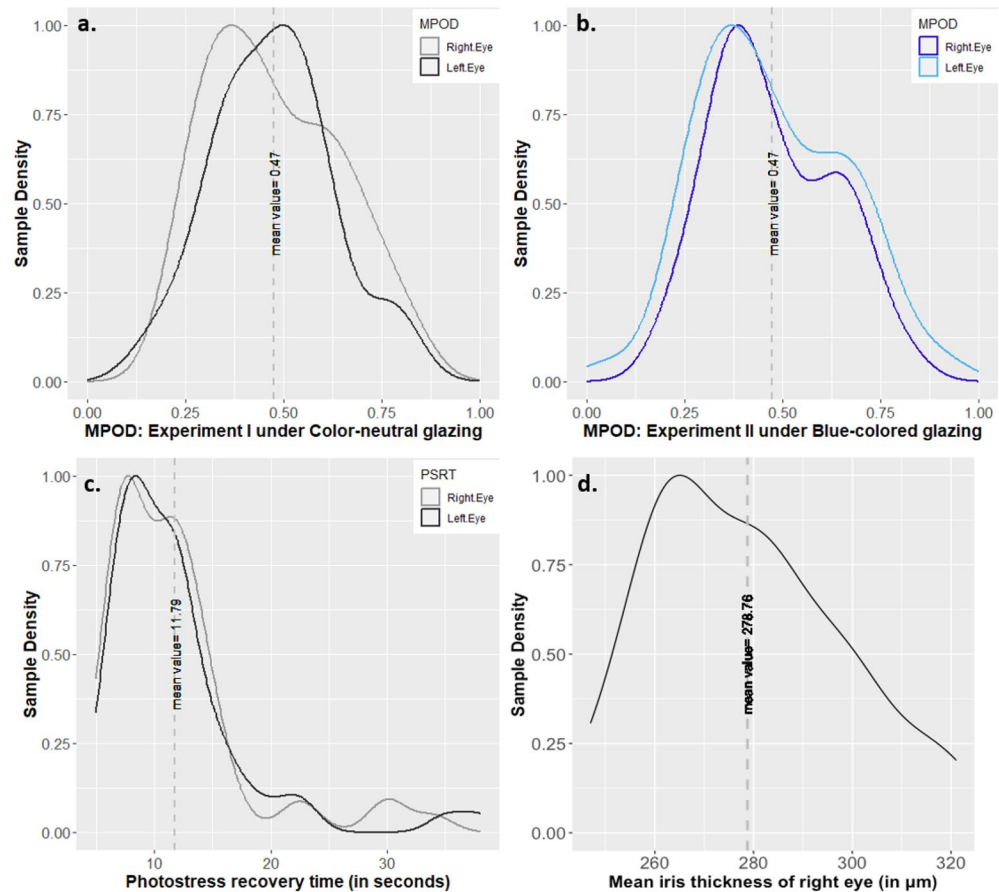 a.
MPOD
Right.Eye
Left.Eye
Sample Density
1.00
0.75
0.50
0.25
0.00
mean value= 0.47
0.00 0.25 0.50 0.75 1.00
MPOD: Experiment I under Color-neutral glazing
b.
MPOD
Right.Eye
Left.Eye
Sample Density
1.00
0.75
0.50
0.25
0.00
mean value= 0.47
0.00 0.25 0.50 0.75 1.00
MPOD: Experiment II under Blue-colored glazing
c.
PSRT
Right.Eye
Left.Eye
Sample Density
1.00
0.75
0.50
0.25
0.00
mean value= 11.79
10 20 30
Photostress recovery time (in seconds)
d.
Sample Density
1.00
0.75
0.50
0.25
0.00
mean value= 278.76
260 280 300 320
Mean iris thickness of right eye (in μm)